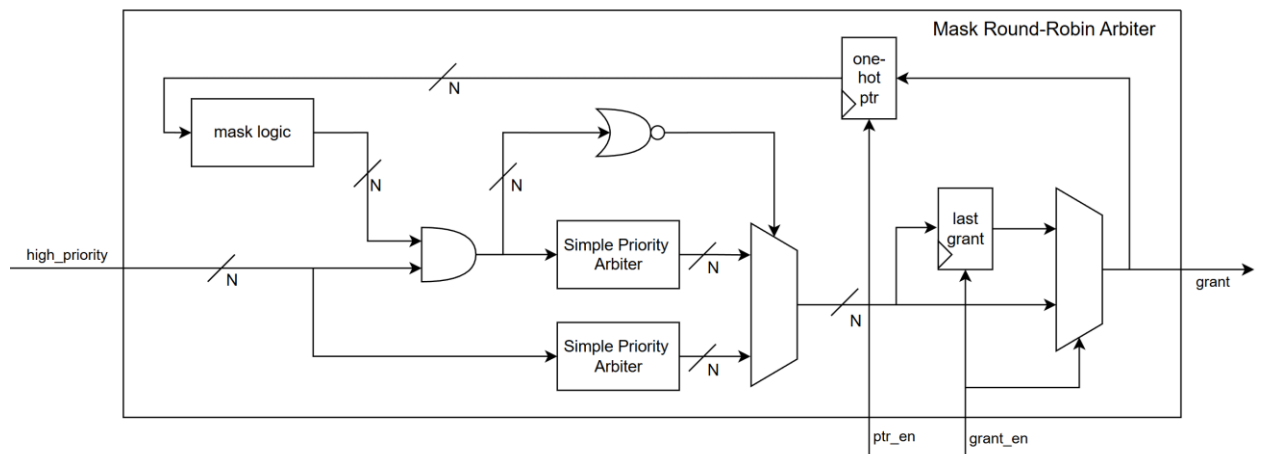 Mask Round-Robin Arbiter
one-
hot
ptr
N
mask logic
N
N
last
grant
high_priority
N
Simple Priority
Arbiter
N
N
grant
Simple Priority
Arbiter
N
ptr_en
grant_en